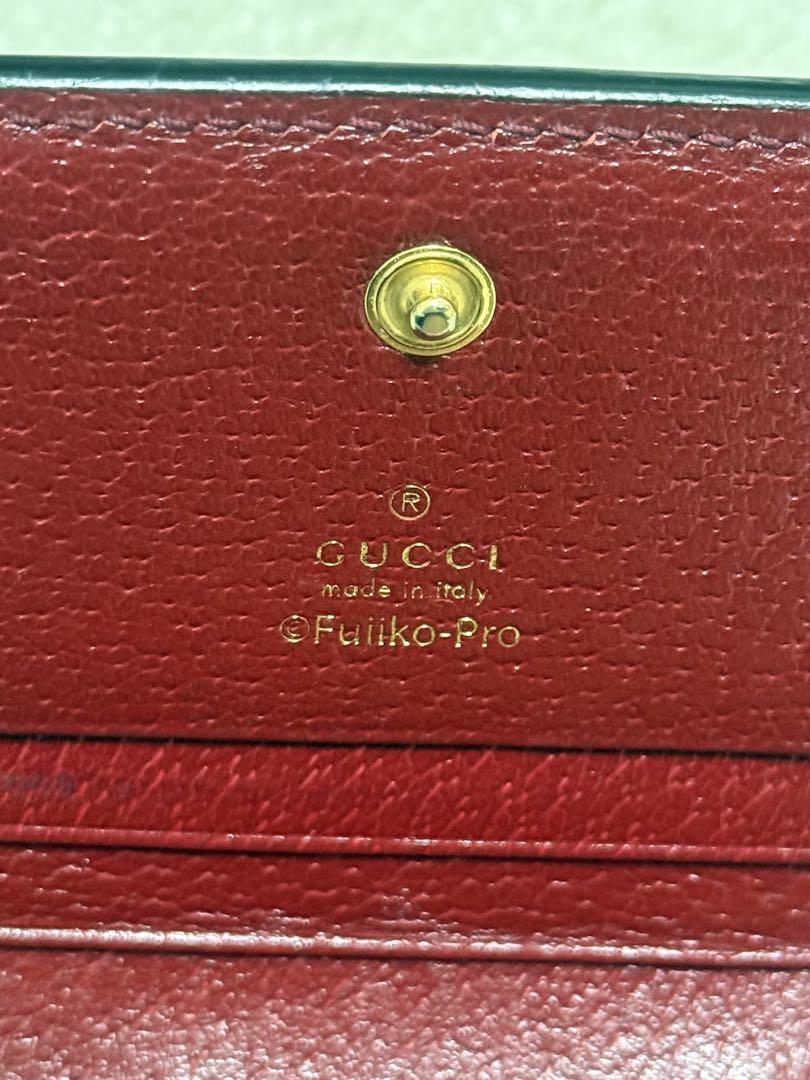 ®
GUCCI
made in italy
©Fujiko-Pro